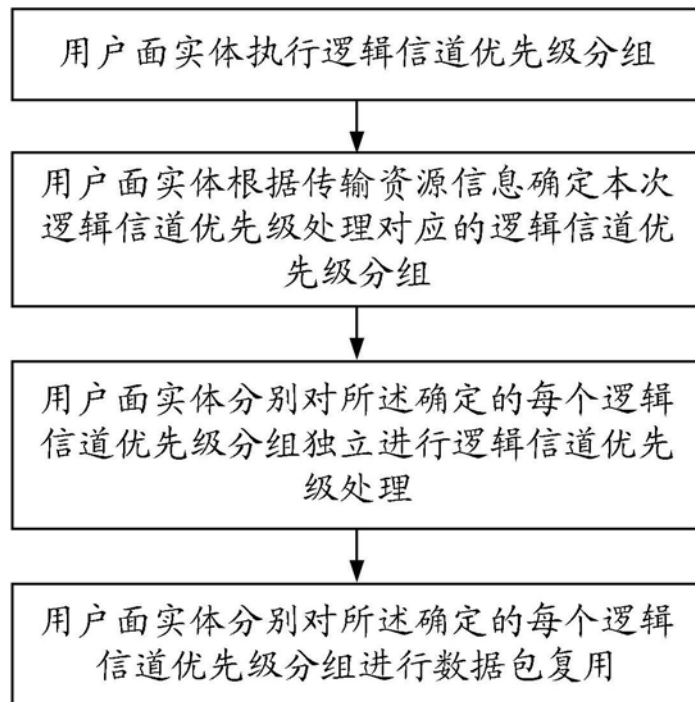 用户面实体执行逻辑信道优先级分组
用户面实体根据传输资源信息确定本次
逻辑信道优先级处理对应的逻辑信道优
先级分组
用户面实体分别对所述确定的每个逻辑
信道优先级分组独立进行逻辑信道优先
级处理
用户面实体分别对所述确定的每个逻辑
信道优先级分组进行数据包复用